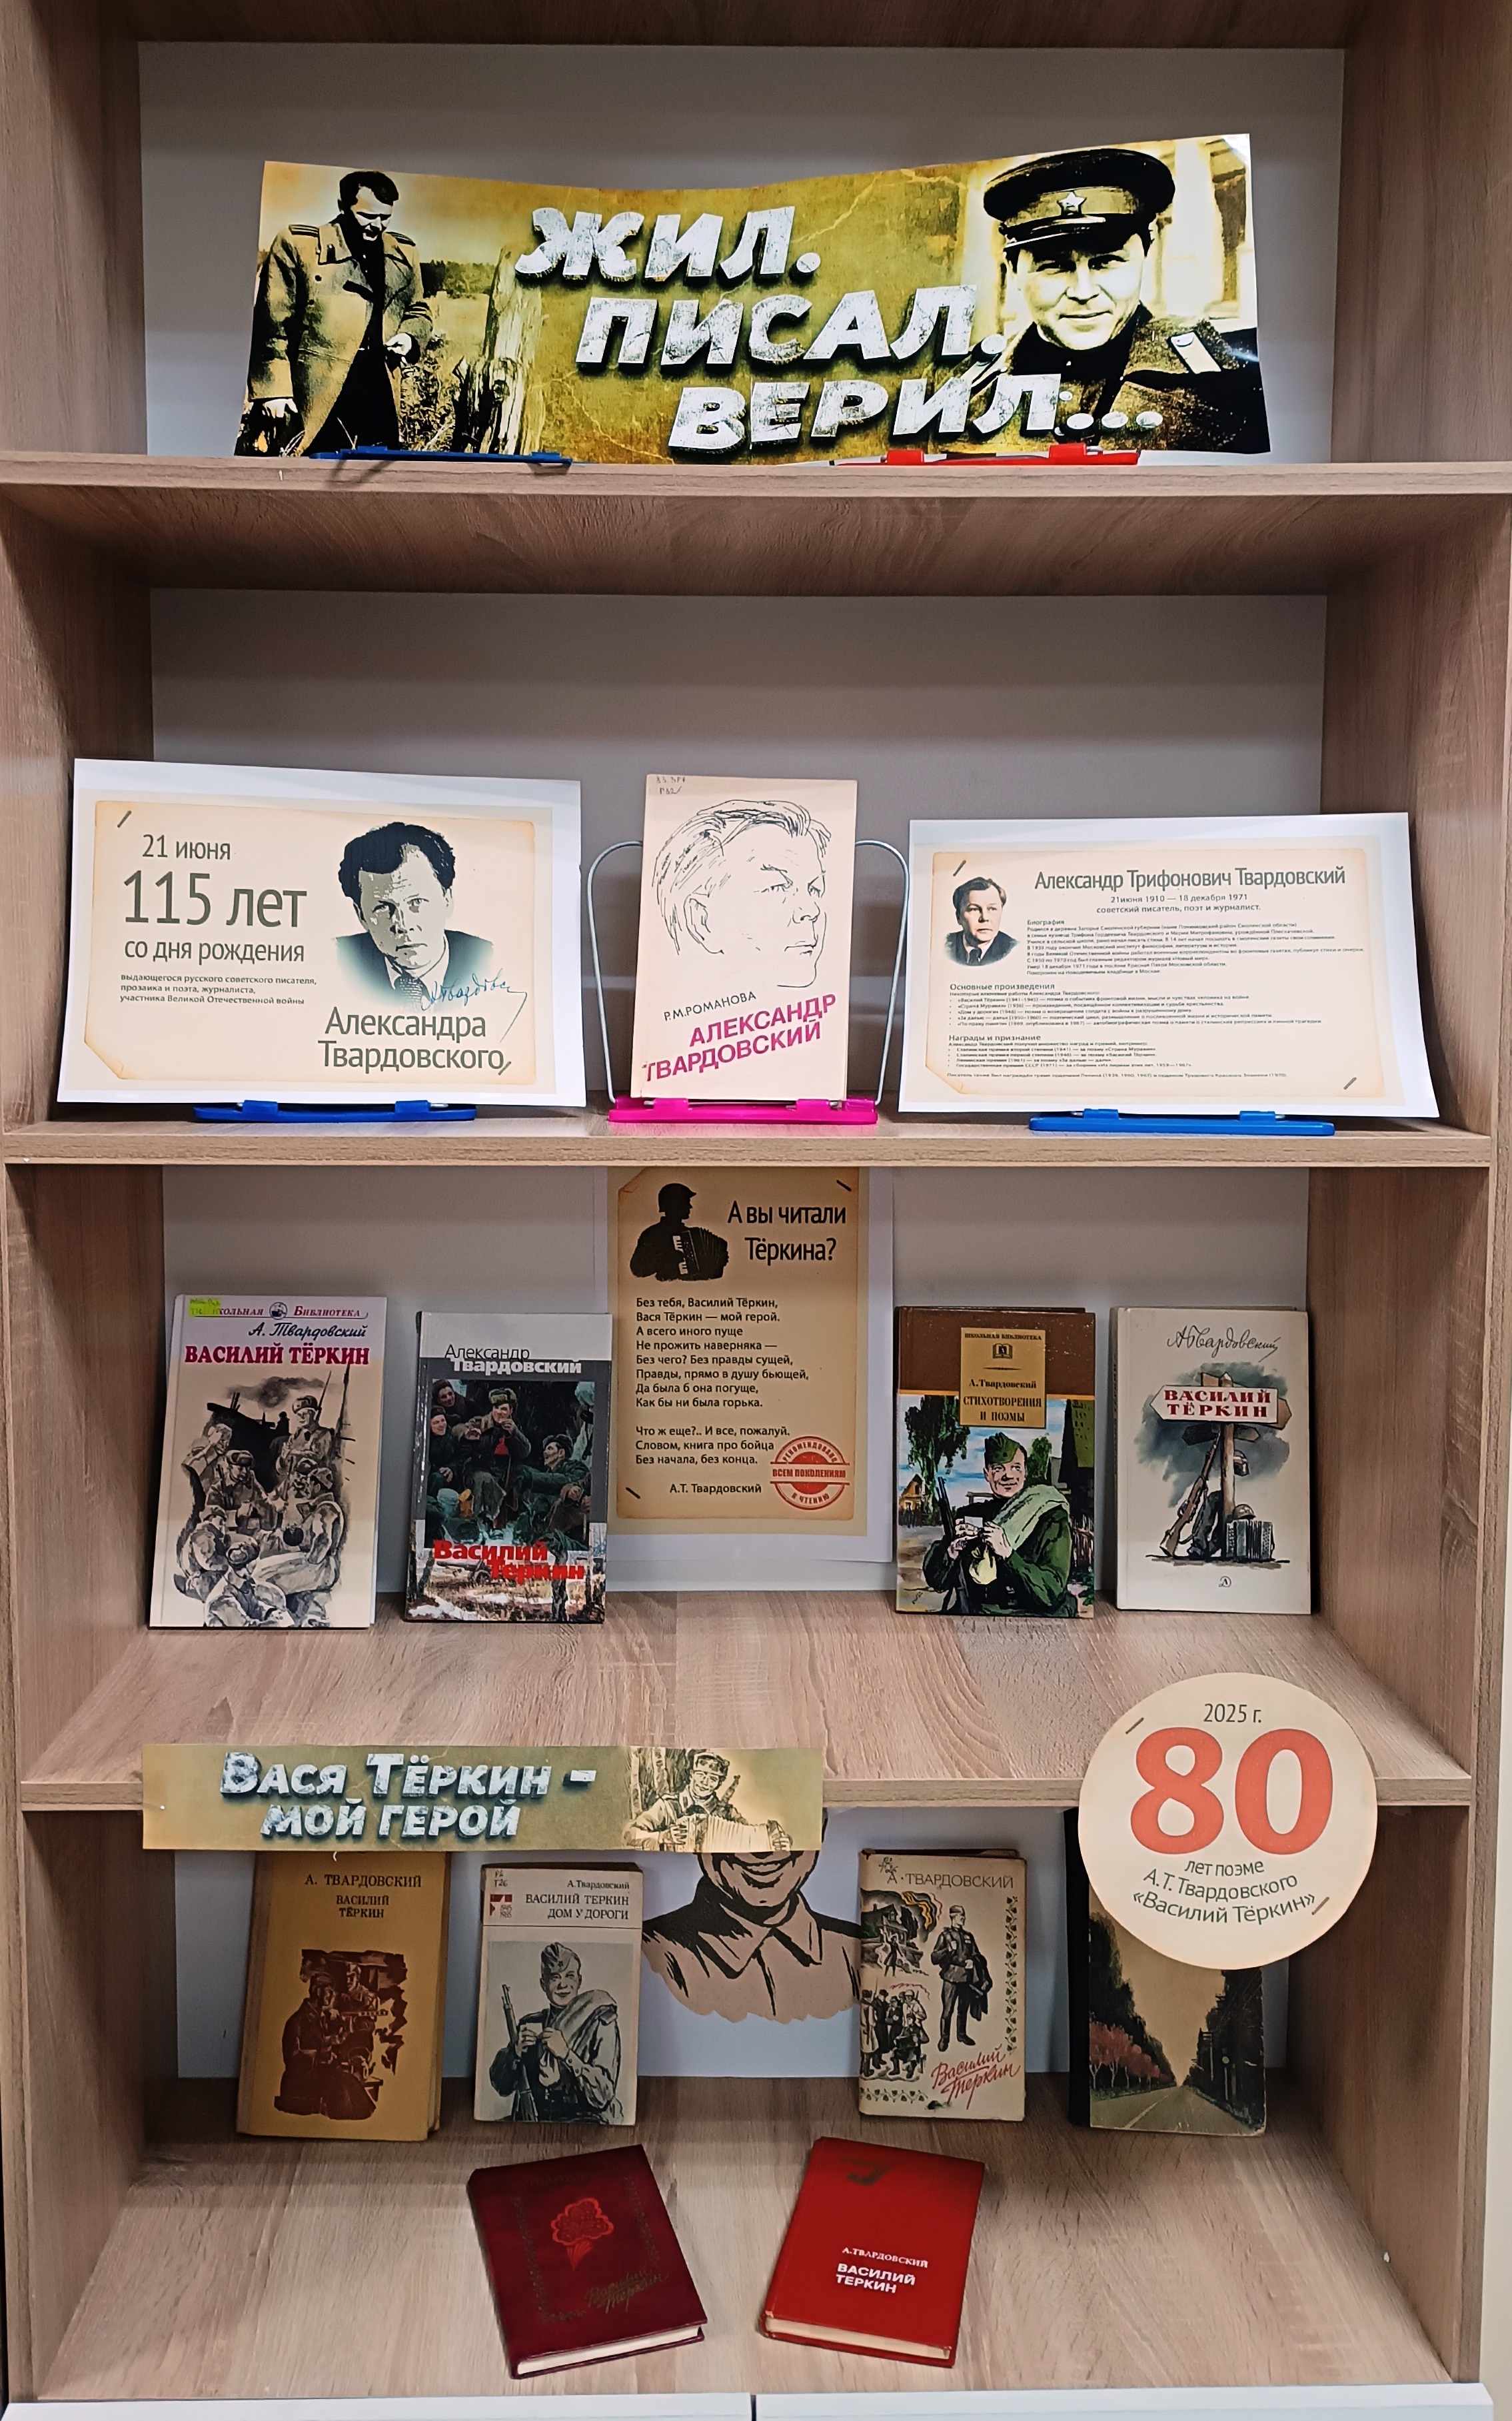 ЖИЛ.
ПИСАЛ.
ВЕРИЛ...
21 июня
115 лет
со дня рождения
выдающегося русского советского писателя,
прозаика и поэта, журналиста,
участника Великой Отечественной войны
Александра
Твардовского
Р.М.РОМАНОВА
АЛЕКСАНДР
ТВАРДОВСКИЙ
Александр Трифонович Твардовский
21июня 1910 — 18 декабря 1971
советский писатель, поэт и журналист.
Биография
Основные произведения
Награды и признание
А вы читали
Тёркина?
Без тебя, Василий Тёркин,
Вася Тёркин — мой герой.
А всего иного пуще
Не прожить наверняка —
Без чего? Без правды сущей,
Правды, прямо в душу бьющей,
Да была б она погуще,
Как бы ни была горька.
Что ж еще?.. И все, пожалуй.
Словом, книга про бойца
Без начала, без конца.
А.Т. Твардовский
РЕКОМЕНДОВАНО
ВСЕМ ПОКОЛЕНИЯМ
К ЧТЕНИЮ
БИБЛИОТЕКА
А. Твардовский
ВАСИЛИЙ ТЁРКИН
Александр
Твардовский
Василий
Теркин
ШКОЛЬНАЯ БИБЛИОТЕКА
А.Твардовский
СТИХОТВОРЕНИЯ
И ПОЭМЫ
А Твардовский
ВАСИЛИЙ
ТЁРКИН
ВАСЯ ТЁРКИН -
МОЙ ГЕРОЙ
2025 г.
80
лет поэме
А.Т. Твардовского
«Василий Тёркин»
А. ТВАРДОВСКИЙ
ВАСИЛИЙ
ТЁРКИН
А.Твардовский
ВАСИЛИЙ ТЕРКИН
ДОМ У ДОРОГИ
А·ТВАРДОВСКИЙ
Василий
Теркин
Василий
Теркин
А.ТВАРДОВСКИЙ
ВАСИЛИЙ
ТЕРКИН